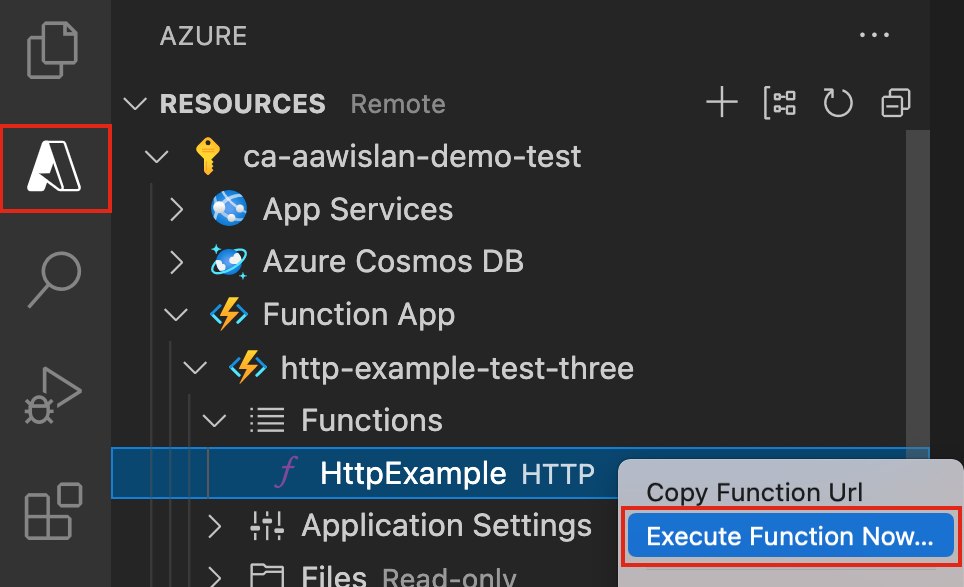 AZURE
RESOURCES Remote
ca-aawislan-demo-test
App Services
Azure Cosmos DB
Function App
http-example-test-three
Functions
HttpExample HTTP
Copy Function Url
Execute Function Now...
Application Settings
Files Read-only